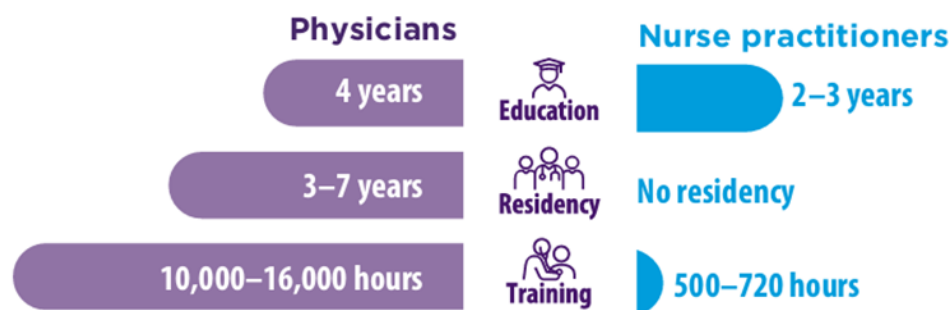 Physicians
Nurse practitioners
4 years
Education
2–3 years
3–7 years
Residency
No residency
10,000–16,000 hours
Training
500–720 hours